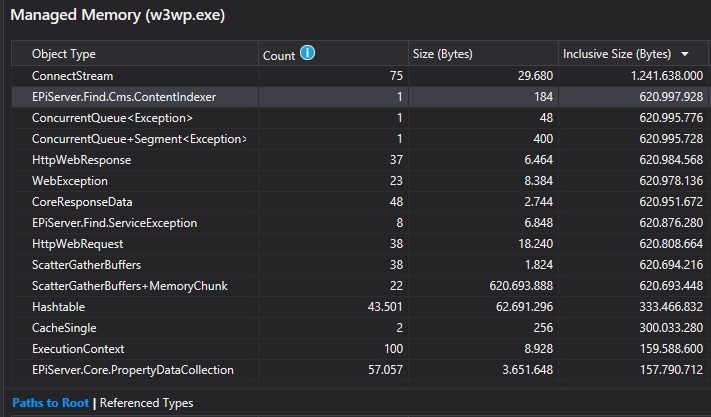 Managed Memory (w3wp.exe)
Object Type Count i Size (Bytes) Inclusive Size (Bytes)
ConnectStream 75 29.680 1.241.638.000
EPiServer.Find.Cms.ContentIndexer 1 184 620.997.928
ConcurrentQueue<Exception> 1 48 620.995.776
ConcurrentQueue+Segment<Exception> 1 400 620.995.728
HttpWebResponse 37 6.464 620.984.568
WebException 23 8.384 620.978.136
CoreResponseData 48 2.744 620.951.672
EPiServer.Find.ServiceException 8 6.848 620.876.280
HttpWebRequest 38 18.240 620.808.664
ScatterGatherBuffers 38 1.824 620.694.216
ScatterGatherBuffers+MemoryChunk 22 620.693.888 620.693.448
Hashtable 43.501 62.691.296 333.466.832
CacheSingle 2 256 300.033.280
ExecutionContext 100 8.928 159.588.600
EPiServer.Core.PropertyDataCollection 57.057 3.651.648 157.790.712
Paths to Root | Referenced Types